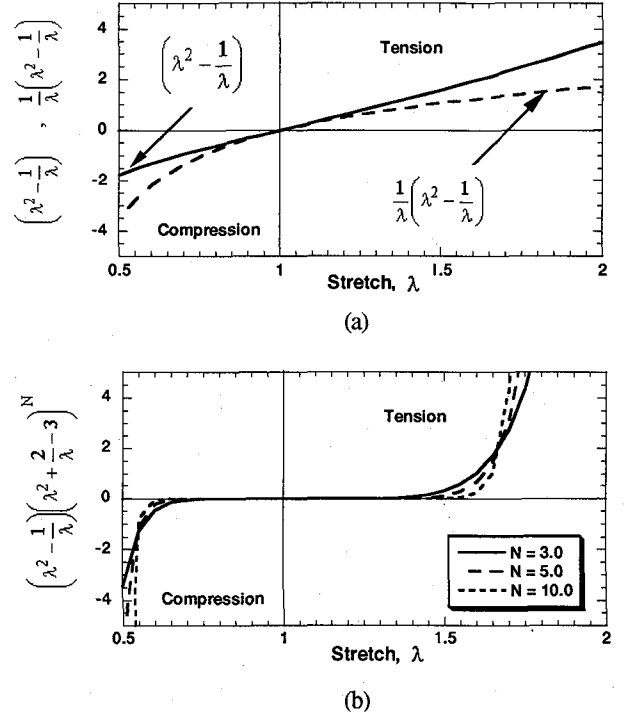 (λ² − 1/λ) , 1/λ(λ² − 1/λ)
4
2
0
-2
-4
(λ² − 1/λ)
Tension
1/λ(λ² − 1/λ)
Compression
0.5 1 1.5 2
Stretch, λ
(a)
(λ² − 1/λ)(λ² + 2/λ − 3)ᴺ
4
2
0
-2
-4
Tension
N = 3.0
N = 5.0
N = 10.0
Compression
0.5 1 1.5 2
Stretch, λ
(b)